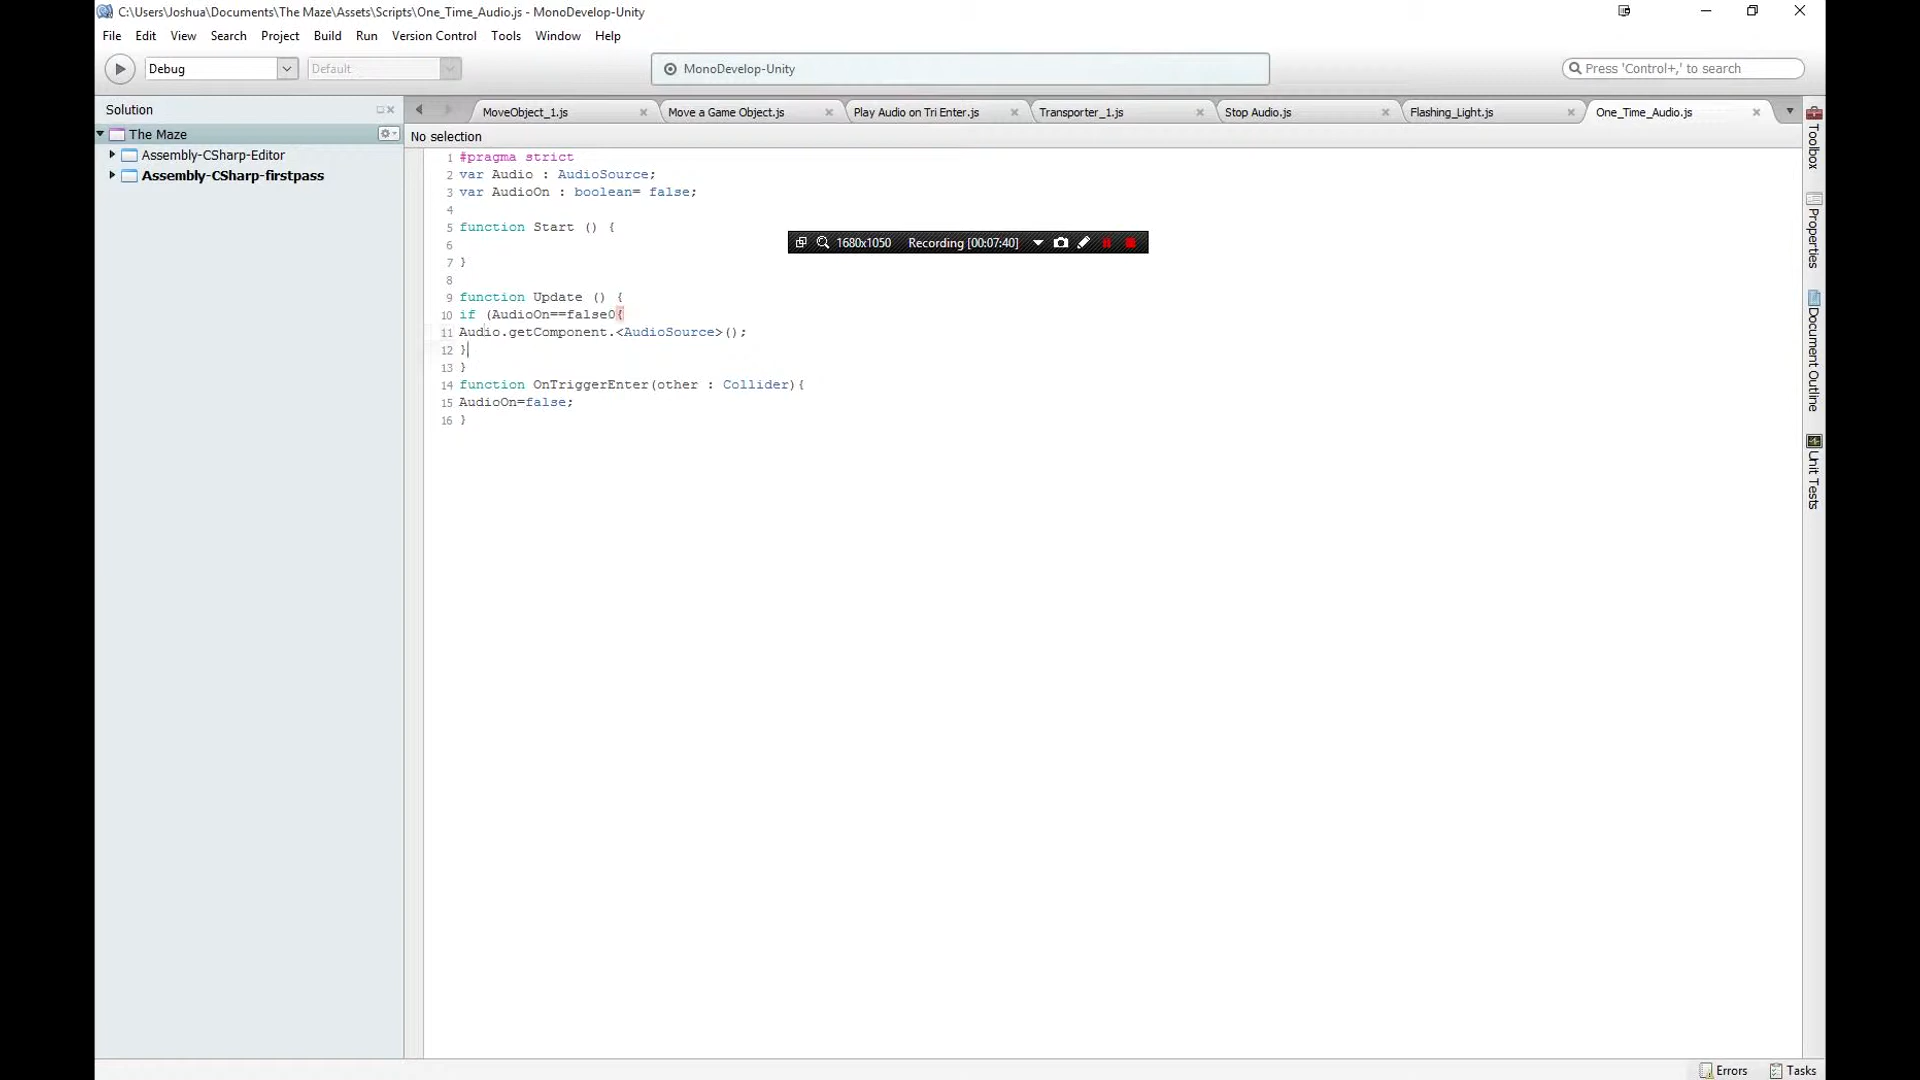 C:\Users\Joshua\Documents\The Maze\Assets\Scripts\One_Time_Audio.js - MonoDevelop-Unity
File Edit View Search Project Build Run Version Control Tools Window Help
Debug Default MonoDevelop-Unity Press 'Control+,' to search
Solution
MoveObject_1.js Move a Game Object.js Play Audio on Tri Enter.js Transporter_1.js Stop Audio.js Flashing_Light.js One_Time_Audio.js
The Maze
Assembly-CSharp-Editor
Assembly-CSharp-firstpass
No selection
1 #pragma strict
2 var Audio : AudioSource;
3 var AudioOn : boolean= false;
4
5 function Start () {
6
7 }
8
9 function Update () {
10 if (AudioOn==false0{
11 Audio.getComponent.<AudioSource>();
12 }
13 }
14 function OnTriggerEnter(other : Collider){
15 AudioOn=false;
16 }
1680x1050 Recording [00:07:40]
Toolbox
Properties
Document Outline
Unit Tests
Errors Tasks